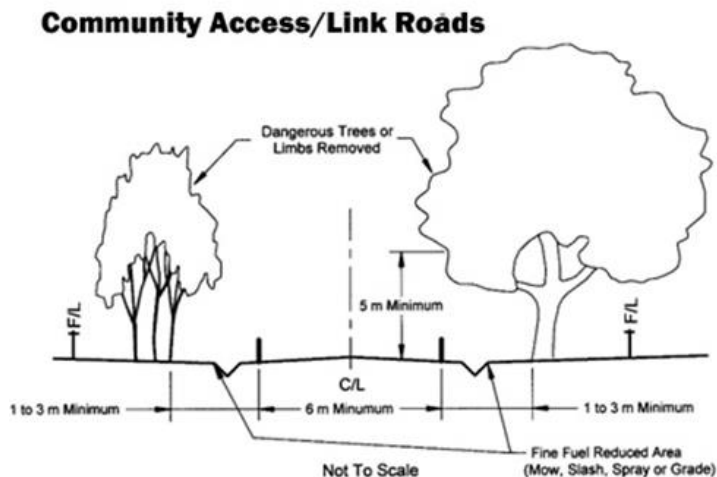 Community Access/Link Roads
Dangerous Trees or
Limbs Removed
F/L
F/L
5 m Minimum
C/L
1 to 3 m Minimum
6 m Minumum
1 to 3 m Minimum
Fine Fuel Reduced Area
(Mow, Slash, Spray or Grade)
Not To Scale